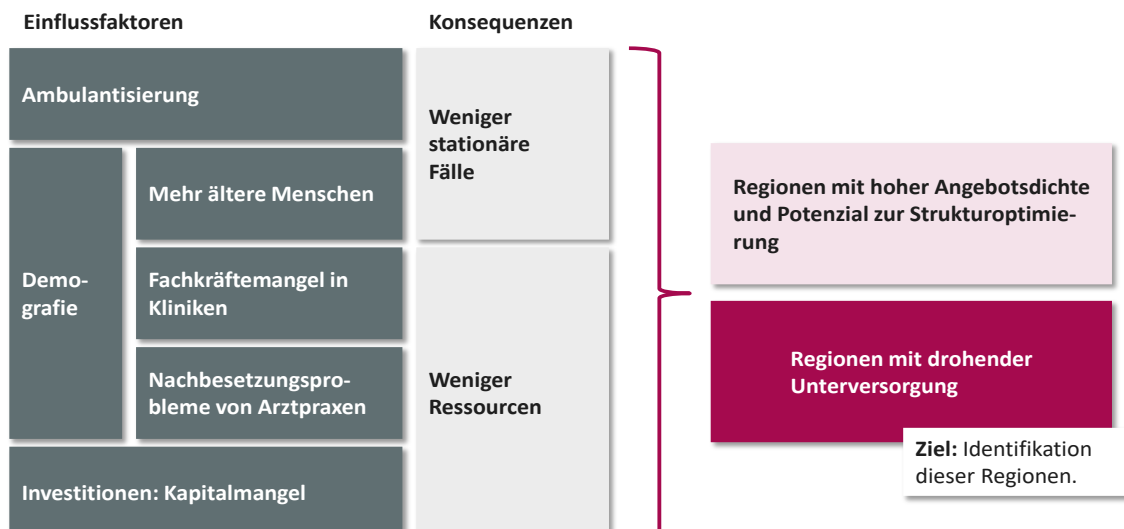 Einflussfaktoren
Konsequenzen
Ambulantisierung
Demo-
grafie
Mehr ältere Menschen
Fachkräftemangel in
Kliniken
Nachbesetzungspro-
bleme von Arztpraxen
Investitionen: Kapitalmangel
Weniger
stationäre
Fälle
Weniger
Ressourcen
Regionen mit hoher Angebotsdichte
und Potenzial zur Strukturoptimie-
rung
Regionen mit drohender
Unterversorgung
Ziel: Identifikation
dieser Regionen.